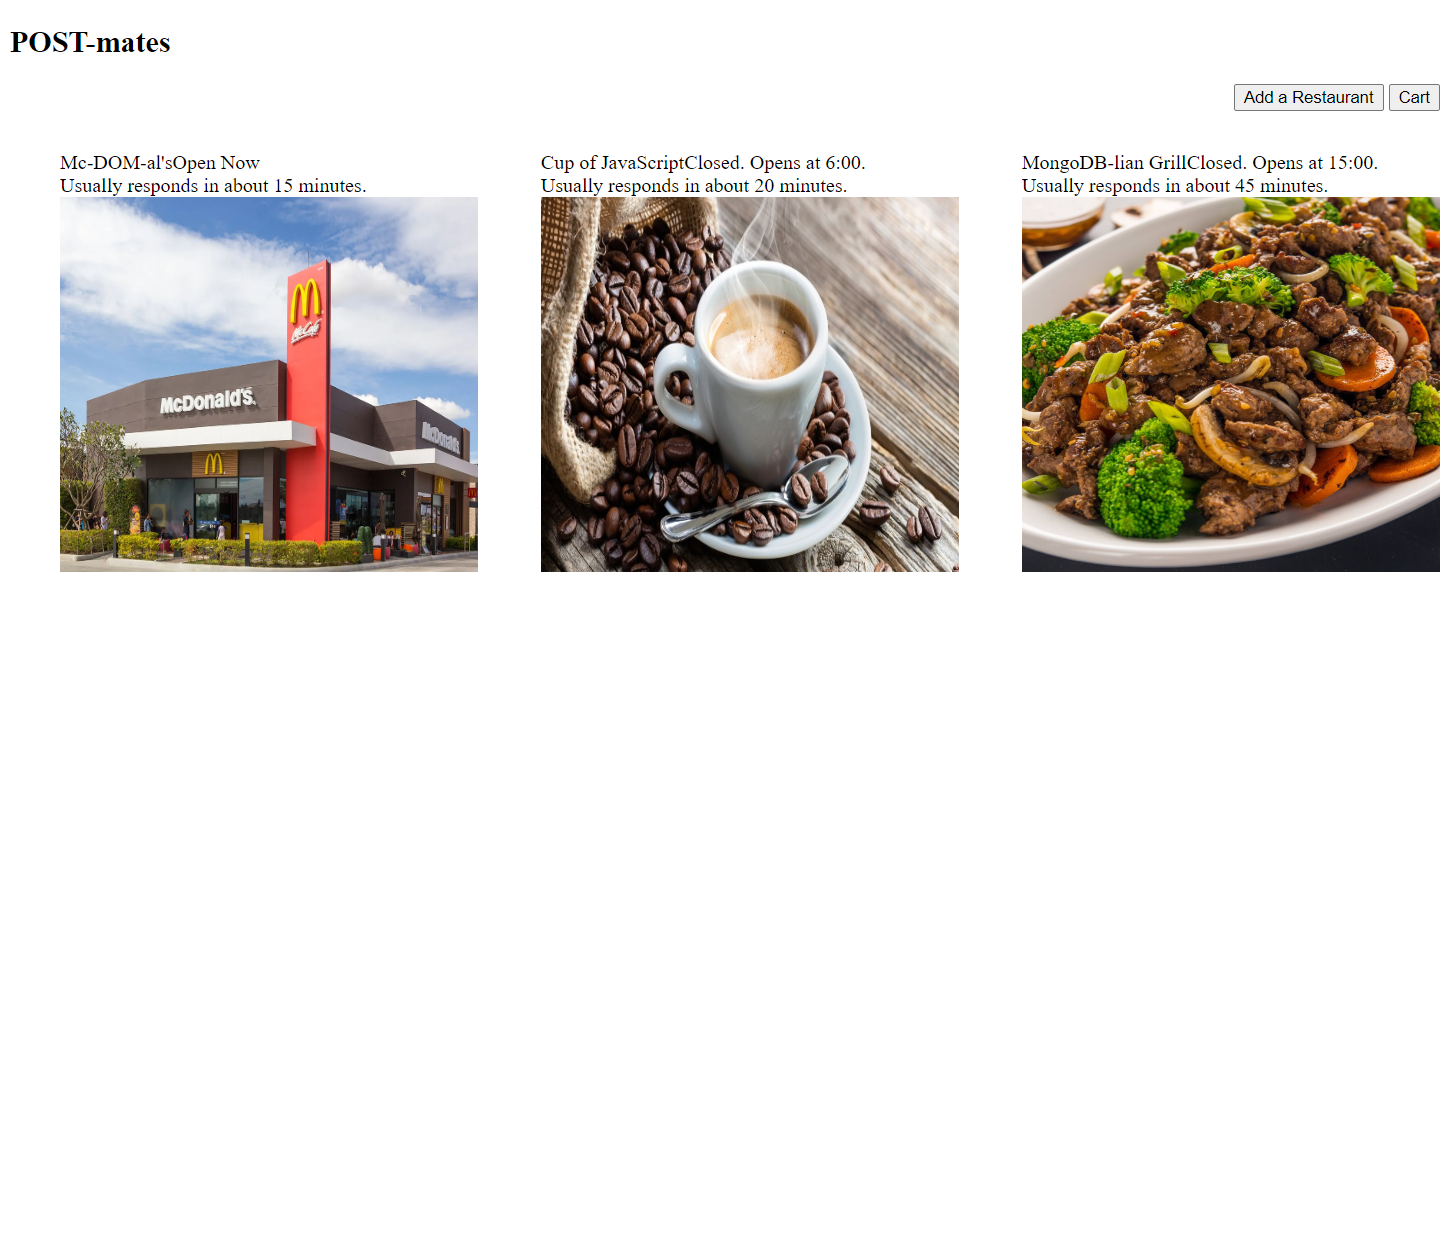 POST-mates
Add a Restaurant
Cart
Mc-DOM-al'sOpen Now
Usually responds in about 15 minutes.
McCafé
McDonald's
McDonald's
Cup of JavaScriptClosed. Opens at 6:00.
Usually responds in about 20 minutes.
MongoDB-lian GrillClosed. Opens at 15:00.
Usually responds in about 45 minutes.